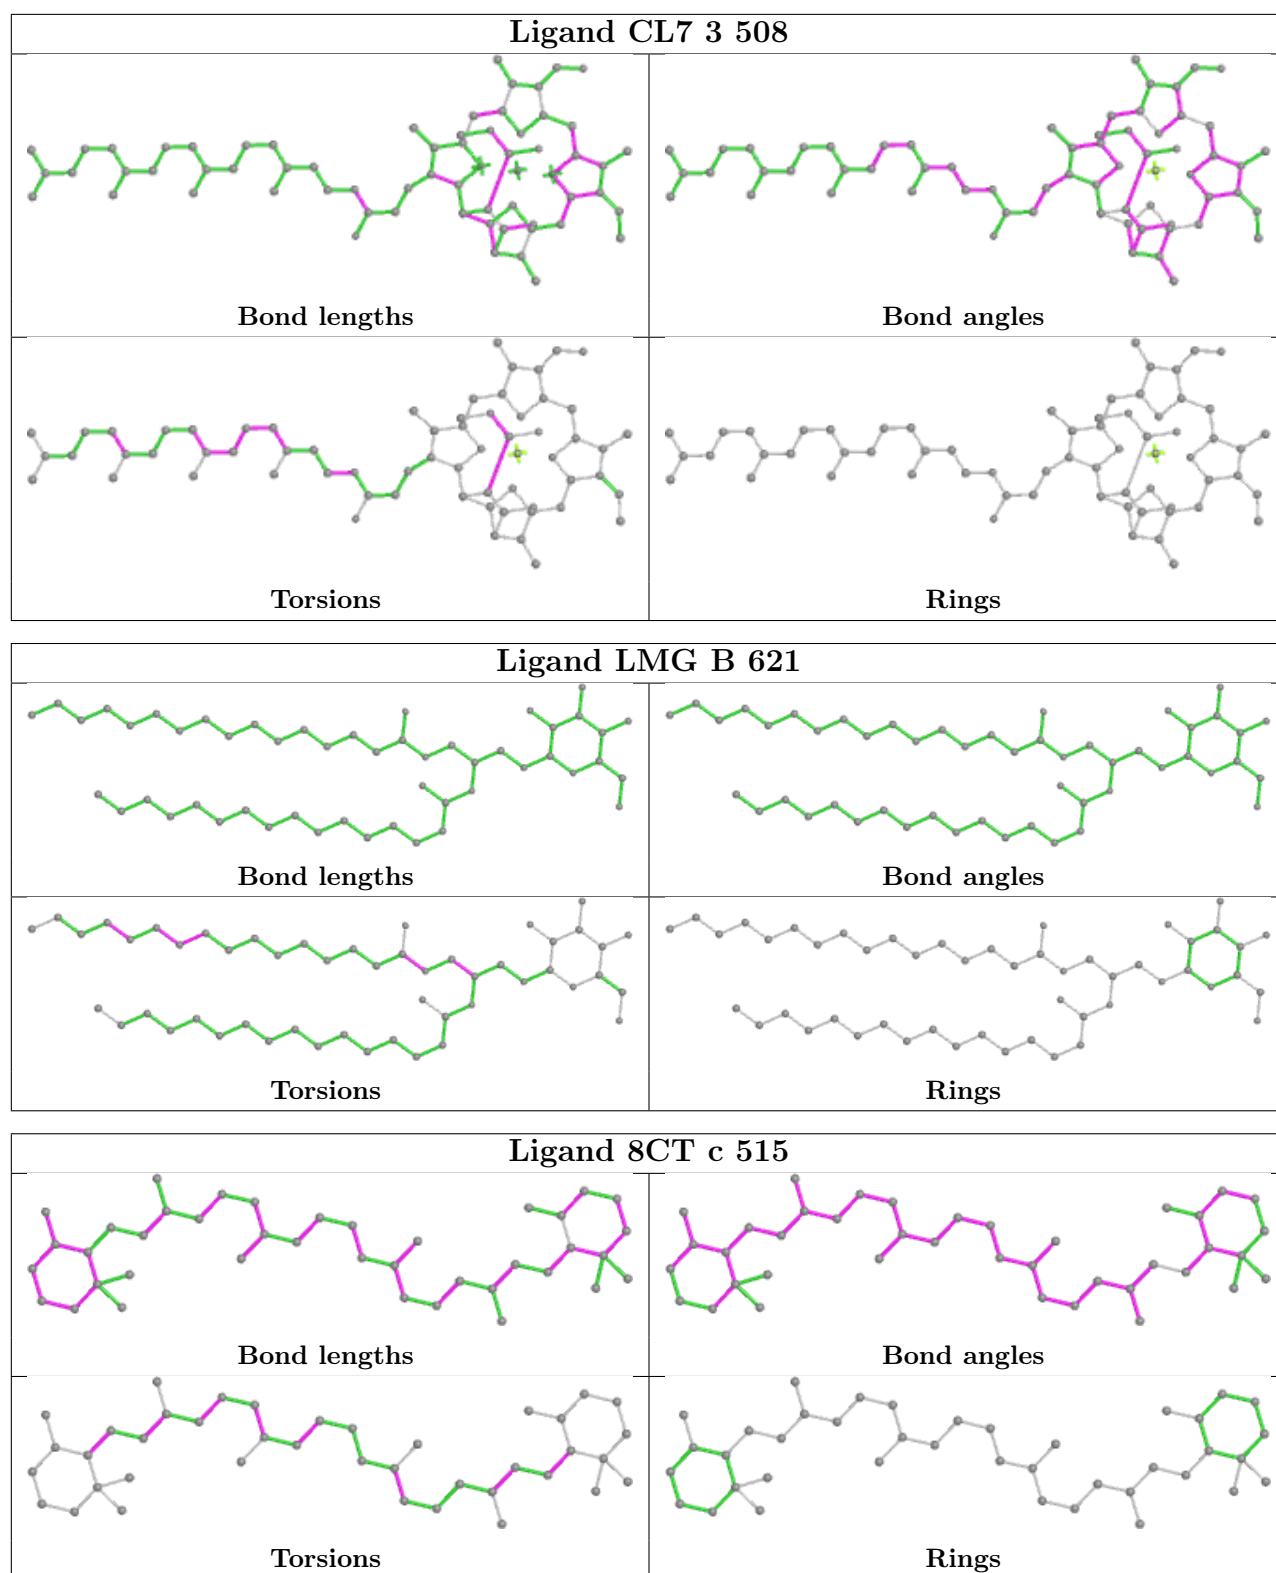 Ligand CL7 3 508
Bond lengths
Bond angles
Torsions
Rings
Ligand LMG B 621
Bond lengths
Bond angles
Torsions
Rings
Ligand 8CT c 515
Bond lengths
Bond angles
Torsions
Rings